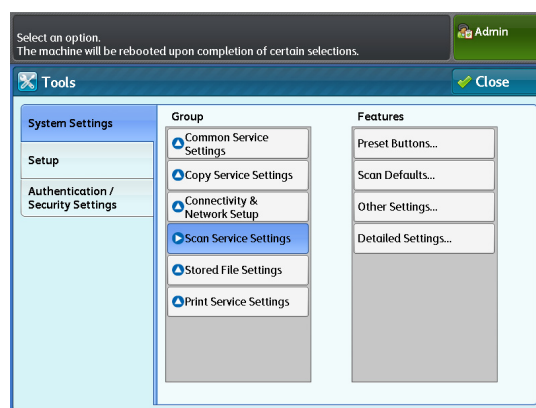 Select an option.
The machine will be rebooted upon completion of certain selections.
Admin
Tools
Close
System Settings
Setup
Authentication /
Security Settings
Group
Common Service
Settings
Copy Service Settings
Connectivity &
Network Setup
Scan Service Settings
Stored File Settings
Print Service Settings
Features
Preset Buttons...
Scan Defaults...
Other Settings...
Detailed Settings...